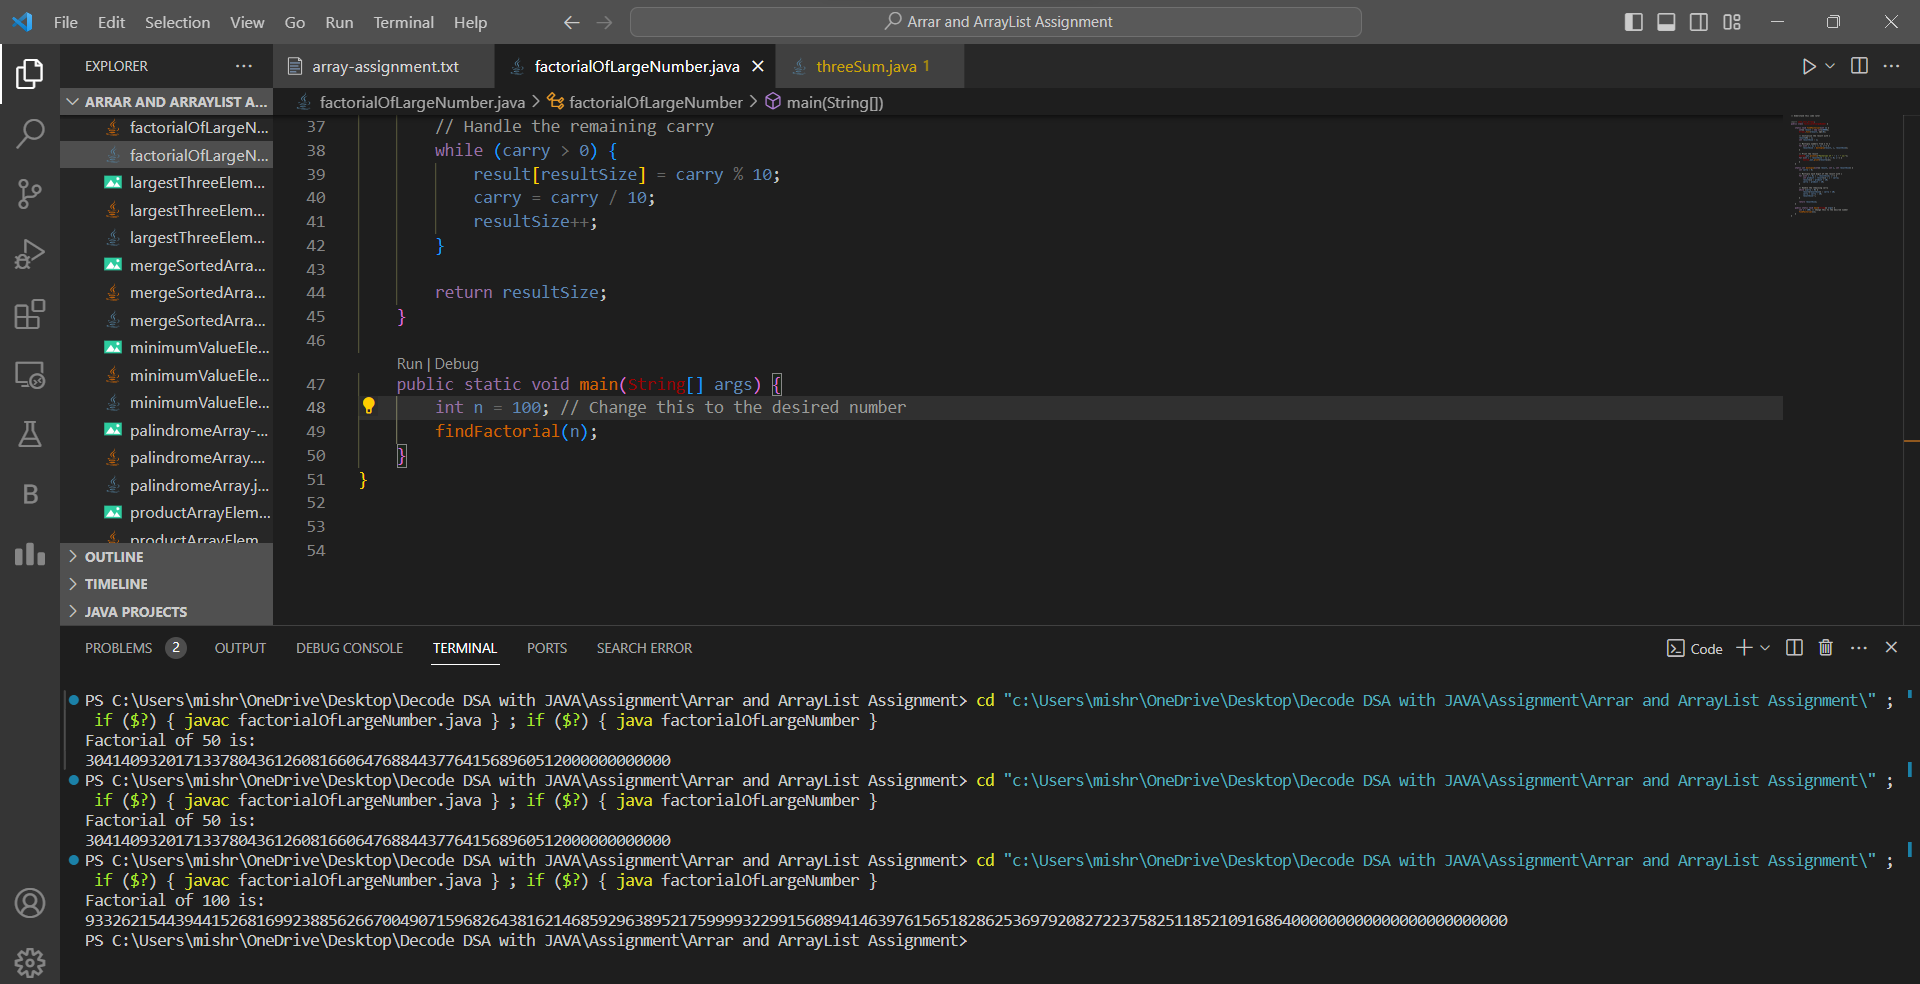 File Edit Selection View Go Run Terminal Help
Arrar and ArrayList Assignment
EXPLORER
ARRAR AND ARRAYLIST A...
factorialOfLargeN...
factorialOfLargeN...
largestThreeElem...
largestThreeElem...
largestThreeElem...
mergeSortedArra...
mergeSortedArra...
mergeSortedArra...
minimumValueEle...
minimumValueEle...
minimumValueEle...
palindromeArray-...
palindromeArray....
palindromeArray.j...
productArrayElem...
productArrayElem
OUTLINE
TIMELINE
JAVA PROJECTS
array-assignment.txt
factorialOfLargeNumber.java
threeSum.java 1
factorialOfLargeNumber.java > factorialOfLargeNumber > main(String[])
37 // Handle the remaining carry
38 while (carry > 0) {
39 result[resultSize] = carry % 10;
40 carry = carry / 10;
41 resultSize++;
42 }
43
44 return resultSize;
45 }
46
Run | Debug
47 public static void main(String[] args) {
48 int n = 100; // Change this to the desired number
49 findFactorial(n);
50 }
51 }
52
53
54
PROBLEMS 2 OUTPUT DEBUG CONSOLE TERMINAL PORTS SEARCH ERROR
Code
PS C:\Users\mishr\OneDrive\Desktop\Decode DSA with JAVA\Assignment\Arrar and ArrayList Assignment> cd "c:\Users\mishr\OneDrive\Desktop\Decode DSA with JAVA\Assignment\Arrar and ArrayList Assignment\" ;
if ($?) { javac factorialOfLargeNumber.java } ; if ($?) { java factorialOfLargeNumber }
Factorial of 50 is:
30414093201713378043612608166064768844377641568960512000000000000
PS C:\Users\mishr\OneDrive\Desktop\Decode DSA with JAVA\Assignment\Arrar and ArrayList Assignment> cd "c:\Users\mishr\OneDrive\Desktop\Decode DSA with JAVA\Assignment\Arrar and ArrayList Assignment\" ;
if ($?) { javac factorialOfLargeNumber.java } ; if ($?) { java factorialOfLargeNumber }
Factorial of 50 is:
30414093201713378043612608166064768844377641568960512000000000000
PS C:\Users\mishr\OneDrive\Desktop\Decode DSA with JAVA\Assignment\Arrar and ArrayList Assignment> cd "c:\Users\mishr\OneDrive\Desktop\Decode DSA with JAVA\Assignment\Arrar and ArrayList Assignment\" ;
if ($?) { javac factorialOfLargeNumber.java } ; if ($?) { java factorialOfLargeNumber }
Factorial of 100 is:
93326215443944152681699238856266700490715968264381621468592963895217599993229915608941463976156518286253697920827223758251185210916864000000000000000000000000
PS C:\Users\mishr\OneDrive\Desktop\Decode DSA with JAVA\Assignment\Arrar and ArrayList Assignment>